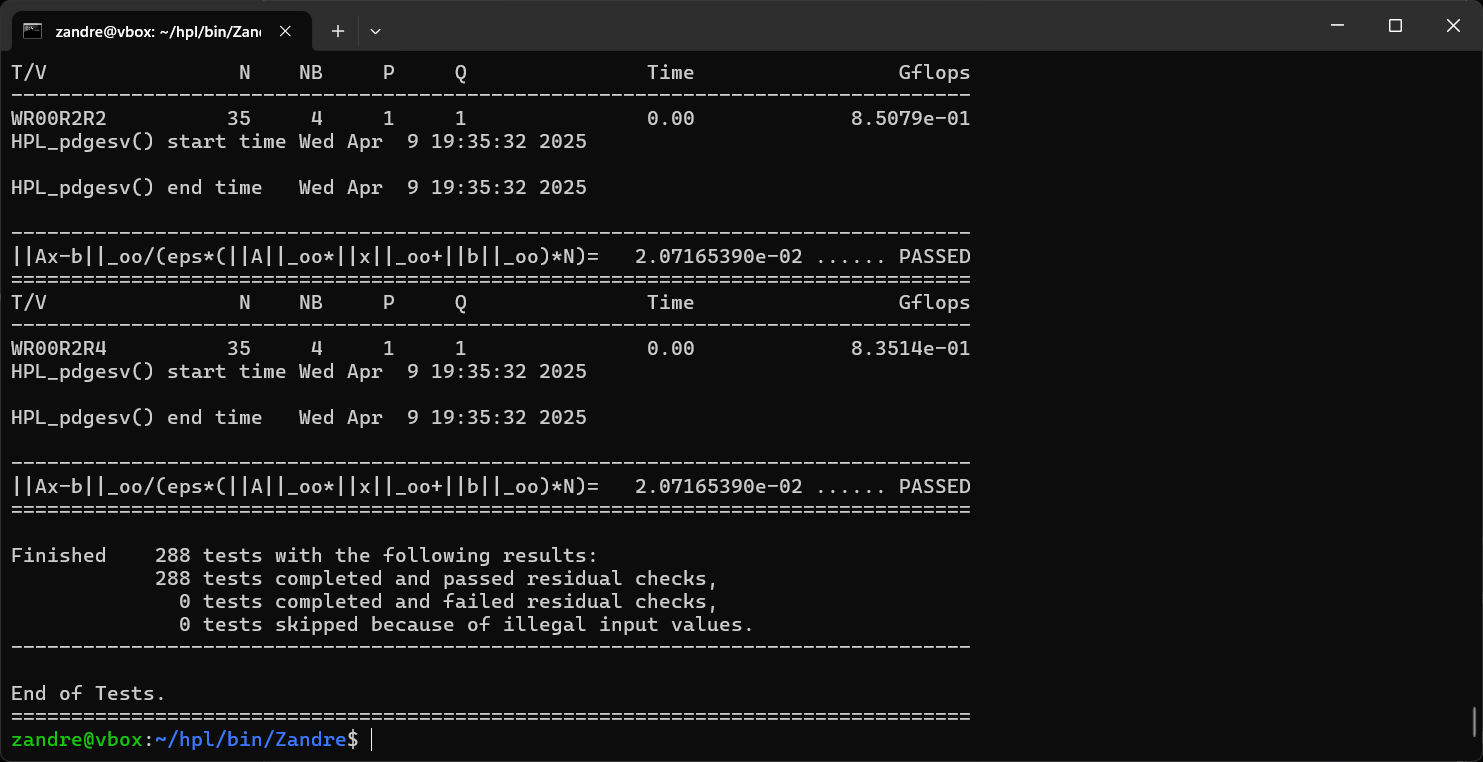 zandre@vbox: ~/hpl/bin/Zan
T/V                N    NB     P     Q               Time                 Gflops
--------------------------------------------------------------------------------
WR00R2R2          35     4     1     1               0.00             8.5079e-01
HPL_pdgesv() start time Wed Apr  9 19:35:32 2025
HPL_pdgesv() end time   Wed Apr  9 19:35:32 2025
--------------------------------------------------------------------------------
||Ax-b||_oo/(eps*(||A||_oo*||x||_oo+||b||_oo)*N)=   2.07165390e-02 ...... PASSED
================================================================================
T/V                N    NB     P     Q               Time                 Gflops
--------------------------------------------------------------------------------
WR00R2R4          35     4     1     1               0.00             8.3514e-01
HPL_pdgesv() start time Wed Apr  9 19:35:32 2025
HPL_pdgesv() end time   Wed Apr  9 19:35:32 2025
--------------------------------------------------------------------------------
||Ax-b||_oo/(eps*(||A||_oo*||x||_oo+||b||_oo)*N)=   2.07165390e-02 ...... PASSED
================================================================================
Finished    288 tests with the following results:
            288 tests completed and passed residual checks,
              0 tests completed and failed residual checks,
              0 tests skipped because of illegal input values.
--------------------------------------------------------------------------------
End of Tests.
================================================================================
zandre@vbox:~/hpl/bin/Zandre$